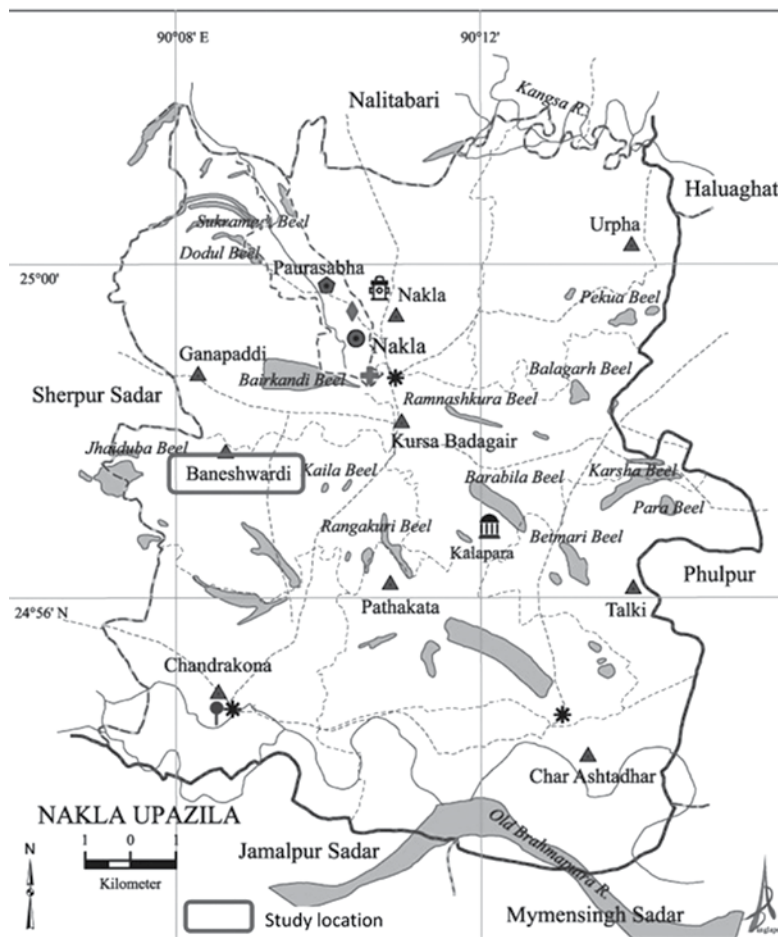 90°08' E
90°12'
Nalitabari
Kangsa R.
Haluaghat
Urpha
Sukramari Beel
Dodul Beel
25°00'
Paurasabha
Nakla
Pekua Beel
Nakla
Ganapaddi
Bairkandi Beel
Balagarh Beel
Sherpur Sadar
Ramnashkura Beel
Kursa Badagair
Jhaiduba Beel
Baneshwardi
Kaila Beel
Barabila Beel
Karsha Beel
Para Beel
Rangakuri Beel
Kalapara
Betmari Beel
Phulpur
24°56' N
Pathakata
Talki
Chandrakona
Char Ashtadhar
NAKLA UPAZILA
1 0 1
Kilometer
N
Jamalpur Sadar
Old Brahmaputra R.
Mymensingh Sadar
Study location